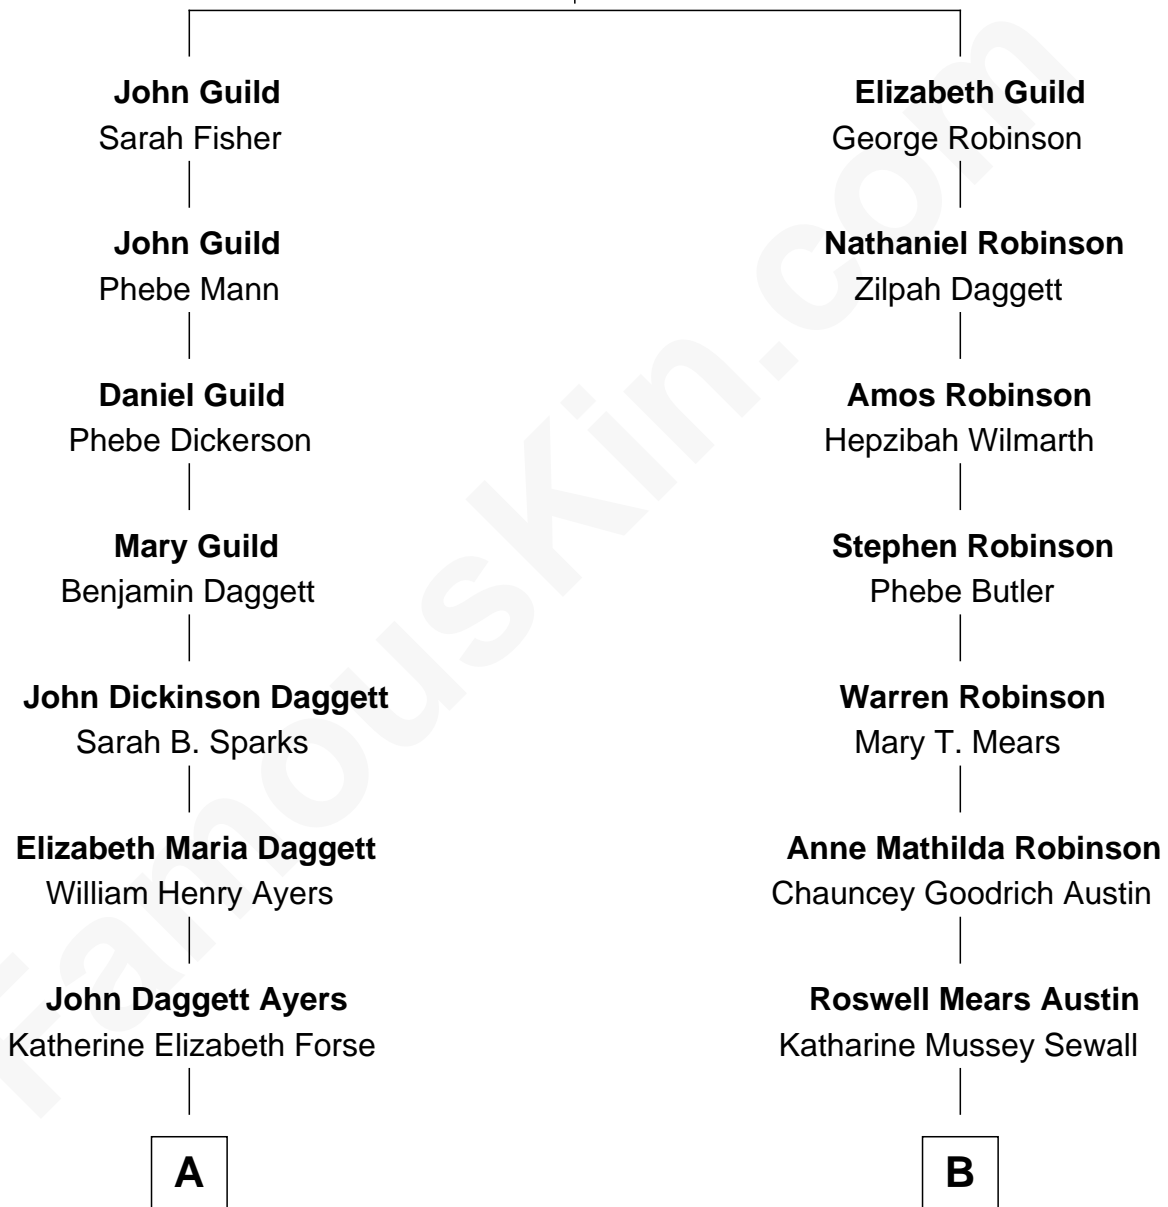 John Guild
Sarah Fisher
John Guild
Phebe Mann
Daniel Guild
Phebe Dickerson
Mary Guild
Benjamin Daggett
John Dickinson Daggett
Sarah B. Sparks
Elizabeth Maria Daggett
William Henry Ayers
John Daggett Ayers
Katherine Elizabeth Forse
A
Elizabeth Guild
George Robinson
Nathaniel Robinson
Zilpah Daggett
Amos Robinson
Hepzibah Wilmarth
Stephen Robinson
Phebe Butler
Warren Robinson
Mary T. Mears
Anne Mathilda Robinson
Chauncey Goodrich Austin
Roswell Mears Austin
Katharine Mussey Sewall
B
FamousKin.com